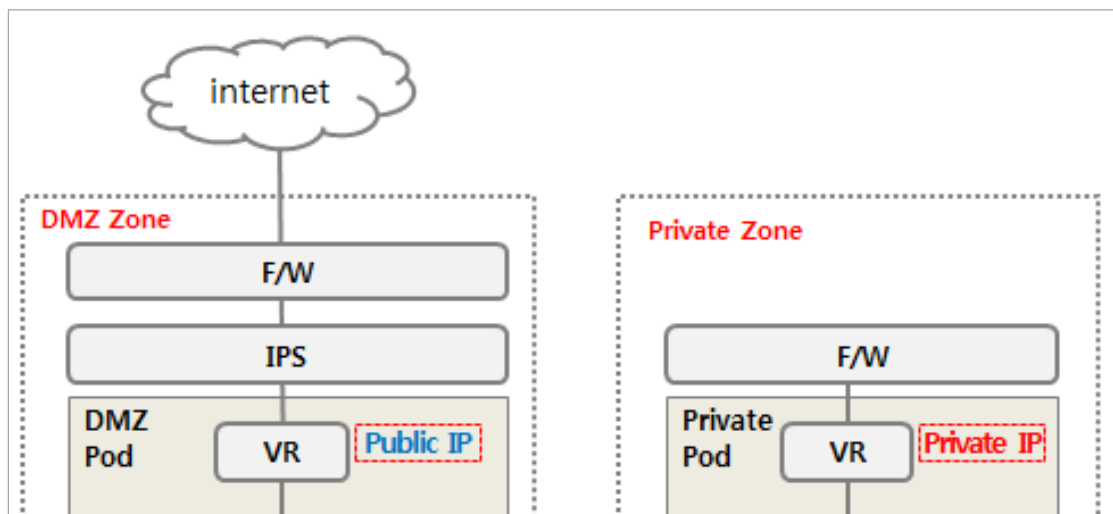 internet
DMZ Zone
F/W
IPS
DMZ
Pod
VR
Public IP
Private Zone
F/W
Private
Pod
VR
Private IP